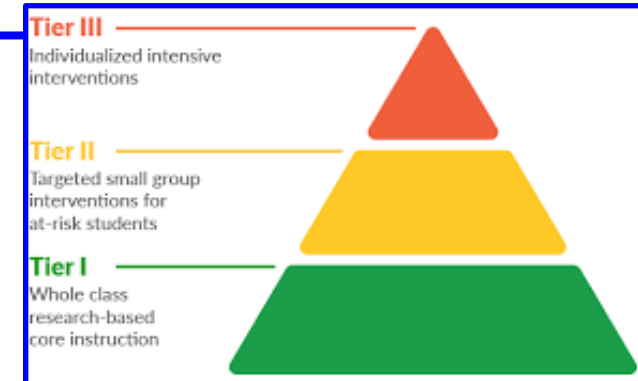 Tier III
Individualized intensive
interventions
Tier II
Targeted small group
interventions for
at-risk students
Tier I
Whole class
research-based
core instruction